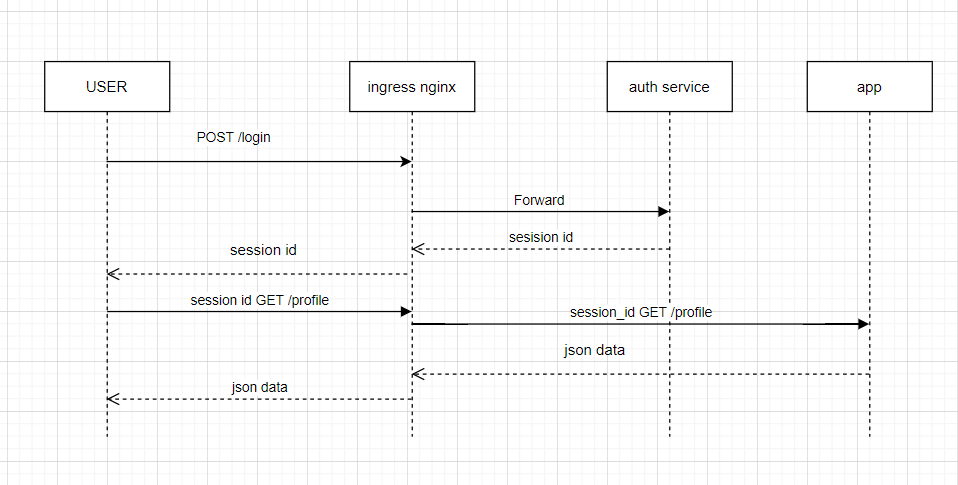 USER
ingress nginx
auth service
app
POST /login
Forward
sesision id
session id
session id GET /profile
session_id GET /profile
json data
json data